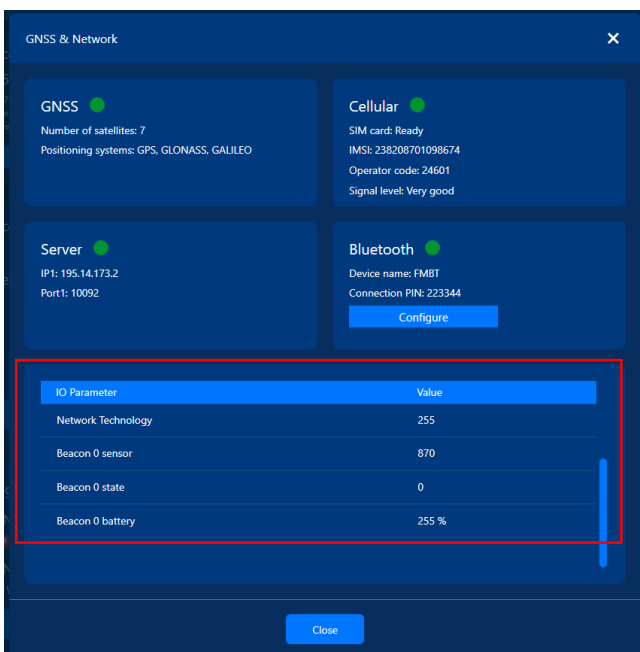 GNSS & Network
GNSS
Number of satellites: 7
Positioning systems: GPS, GLONASS, GALILEO
Cellular
SIM card: Ready
IMSI: 238208701098674
Operator code: 24601
Signal level: Very good
Server
IP1: 195.14.173.2
Port1: 10092
Bluetooth
Device name: FMBT
Connection PIN: 223344
Configure
IO Parameter Value
Network Technology 255
Beacon 0 sensor 870
Beacon 0 state 0
Beacon 0 battery 255 %
Close